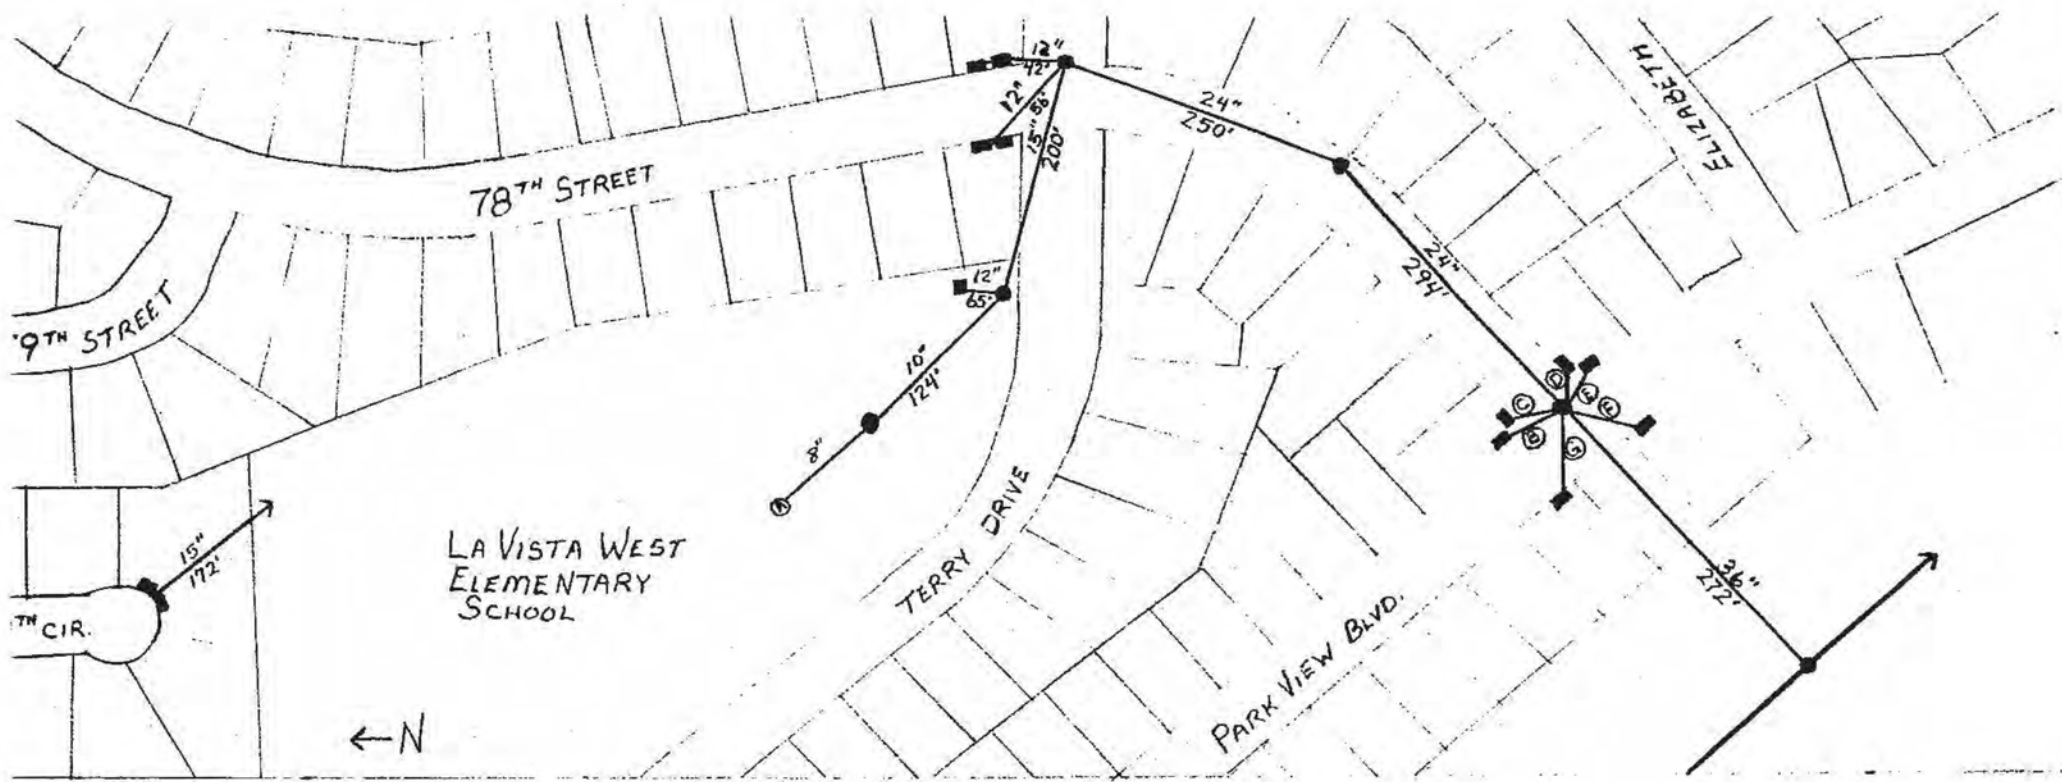 12"
42'
12"
56'
15"
200'
24"
250'
ELIZABETH
78TH STREET
24"
294'
12"
65'
9TH STREET
10"
124'
8"
A
D
C
E
F
B
G
15"
172'
LA VISTA WEST
ELEMENTARY
SCHOOL
TERRY DRIVE
36"
272'
TH CIR.
PARK VIEW BLVD.
←N